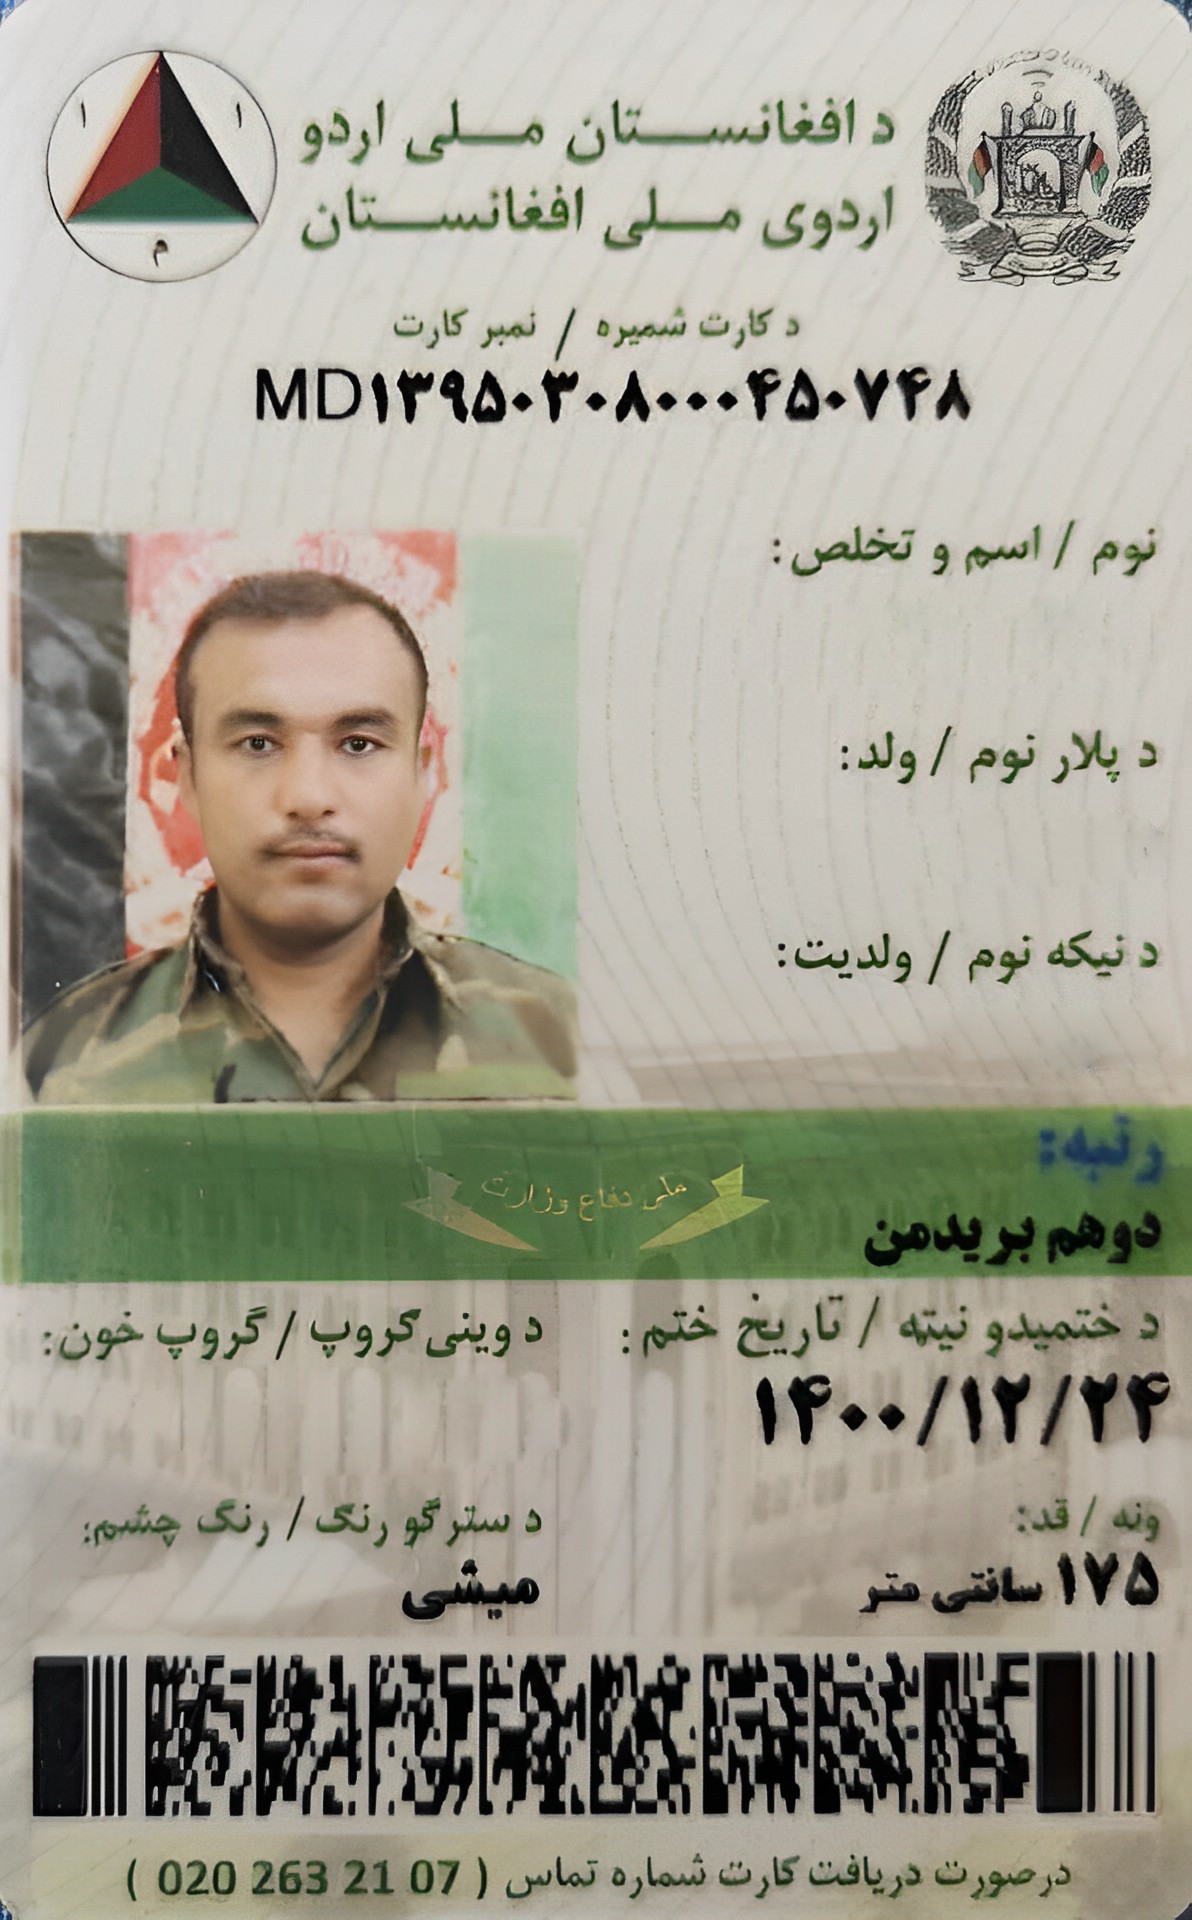 د افغانستان ملی اردو
اردوی ملی افغانستان
ا ا م
د کارت شمیره / نمبر کارت
MD۱۳۹۵۰۳۰۸۰۰۰۴۵۰۷۴۸
نوم / اسم و تخلص:
د پلار نوم / ولد:
د نیکه نوم / ولدیت:
رتبه:
ملی دفاع وزارت
دوهم بریدمن
د ختمیدو نیته / تاریخ ختم: د وینی گروپ / گروپ خون:
۱۴۰۰/۱۲/۲۴
ونه / قد: د سترگو رنگ / رنگ چشم:
۱۷۵ سانتی متر میشی
درصورت دریافت کارت شماره تماس ( 07 21 263 020 )